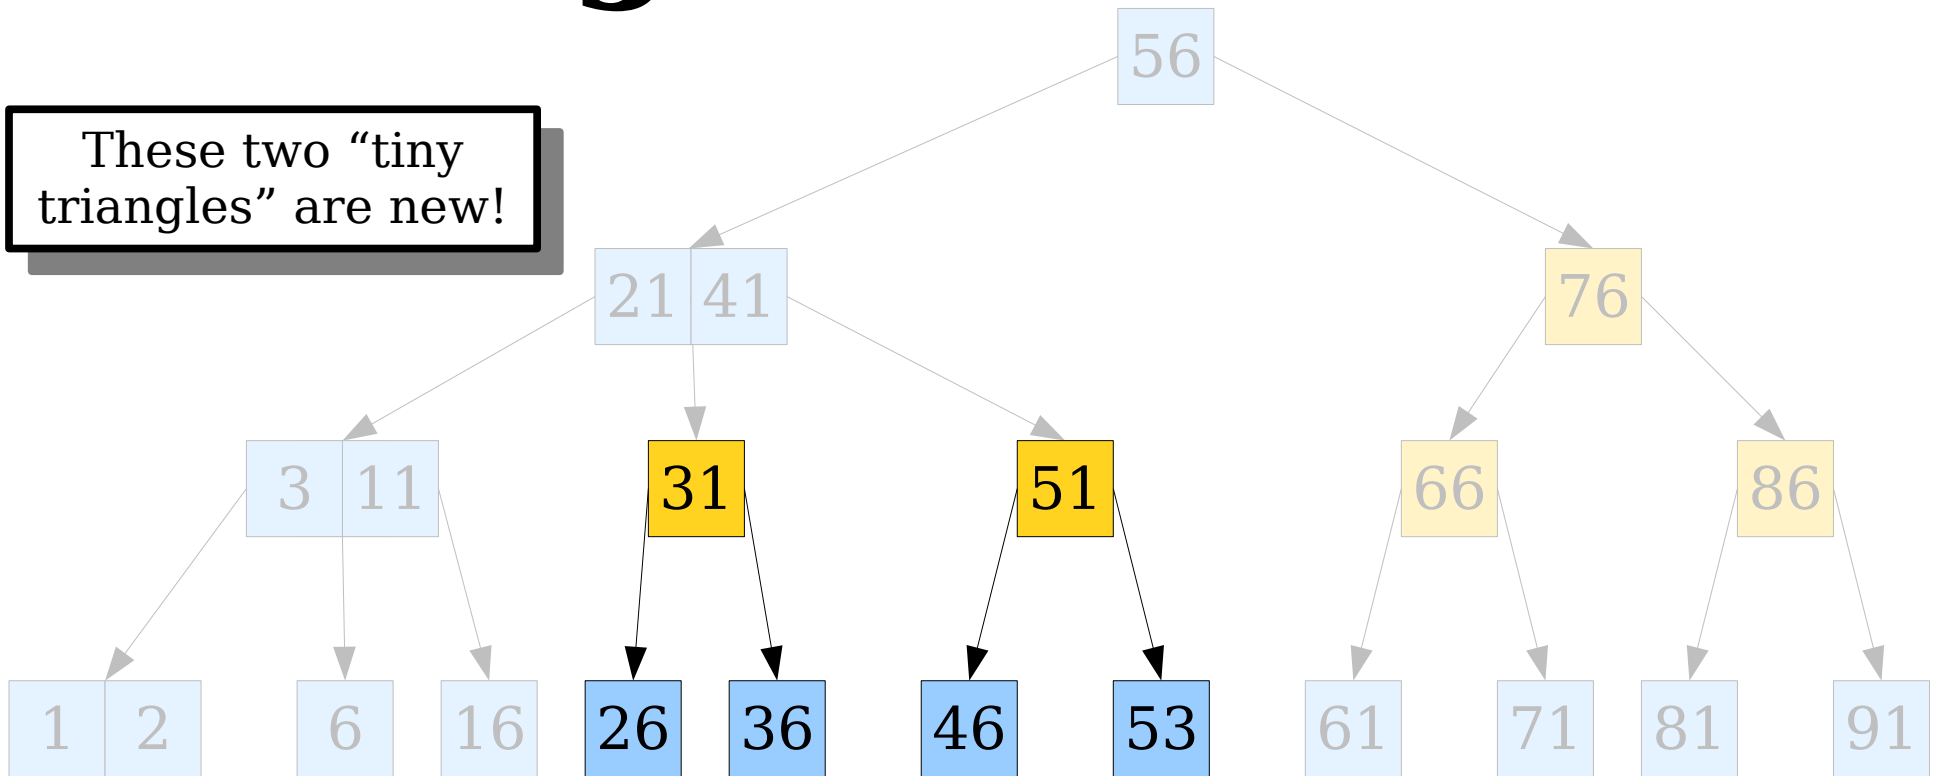 56
These two “tiny
triangles” are new!
21 41 76
3 11 31 51 66 86
1 2 6 16 26 36 46 53 61 71 81 91